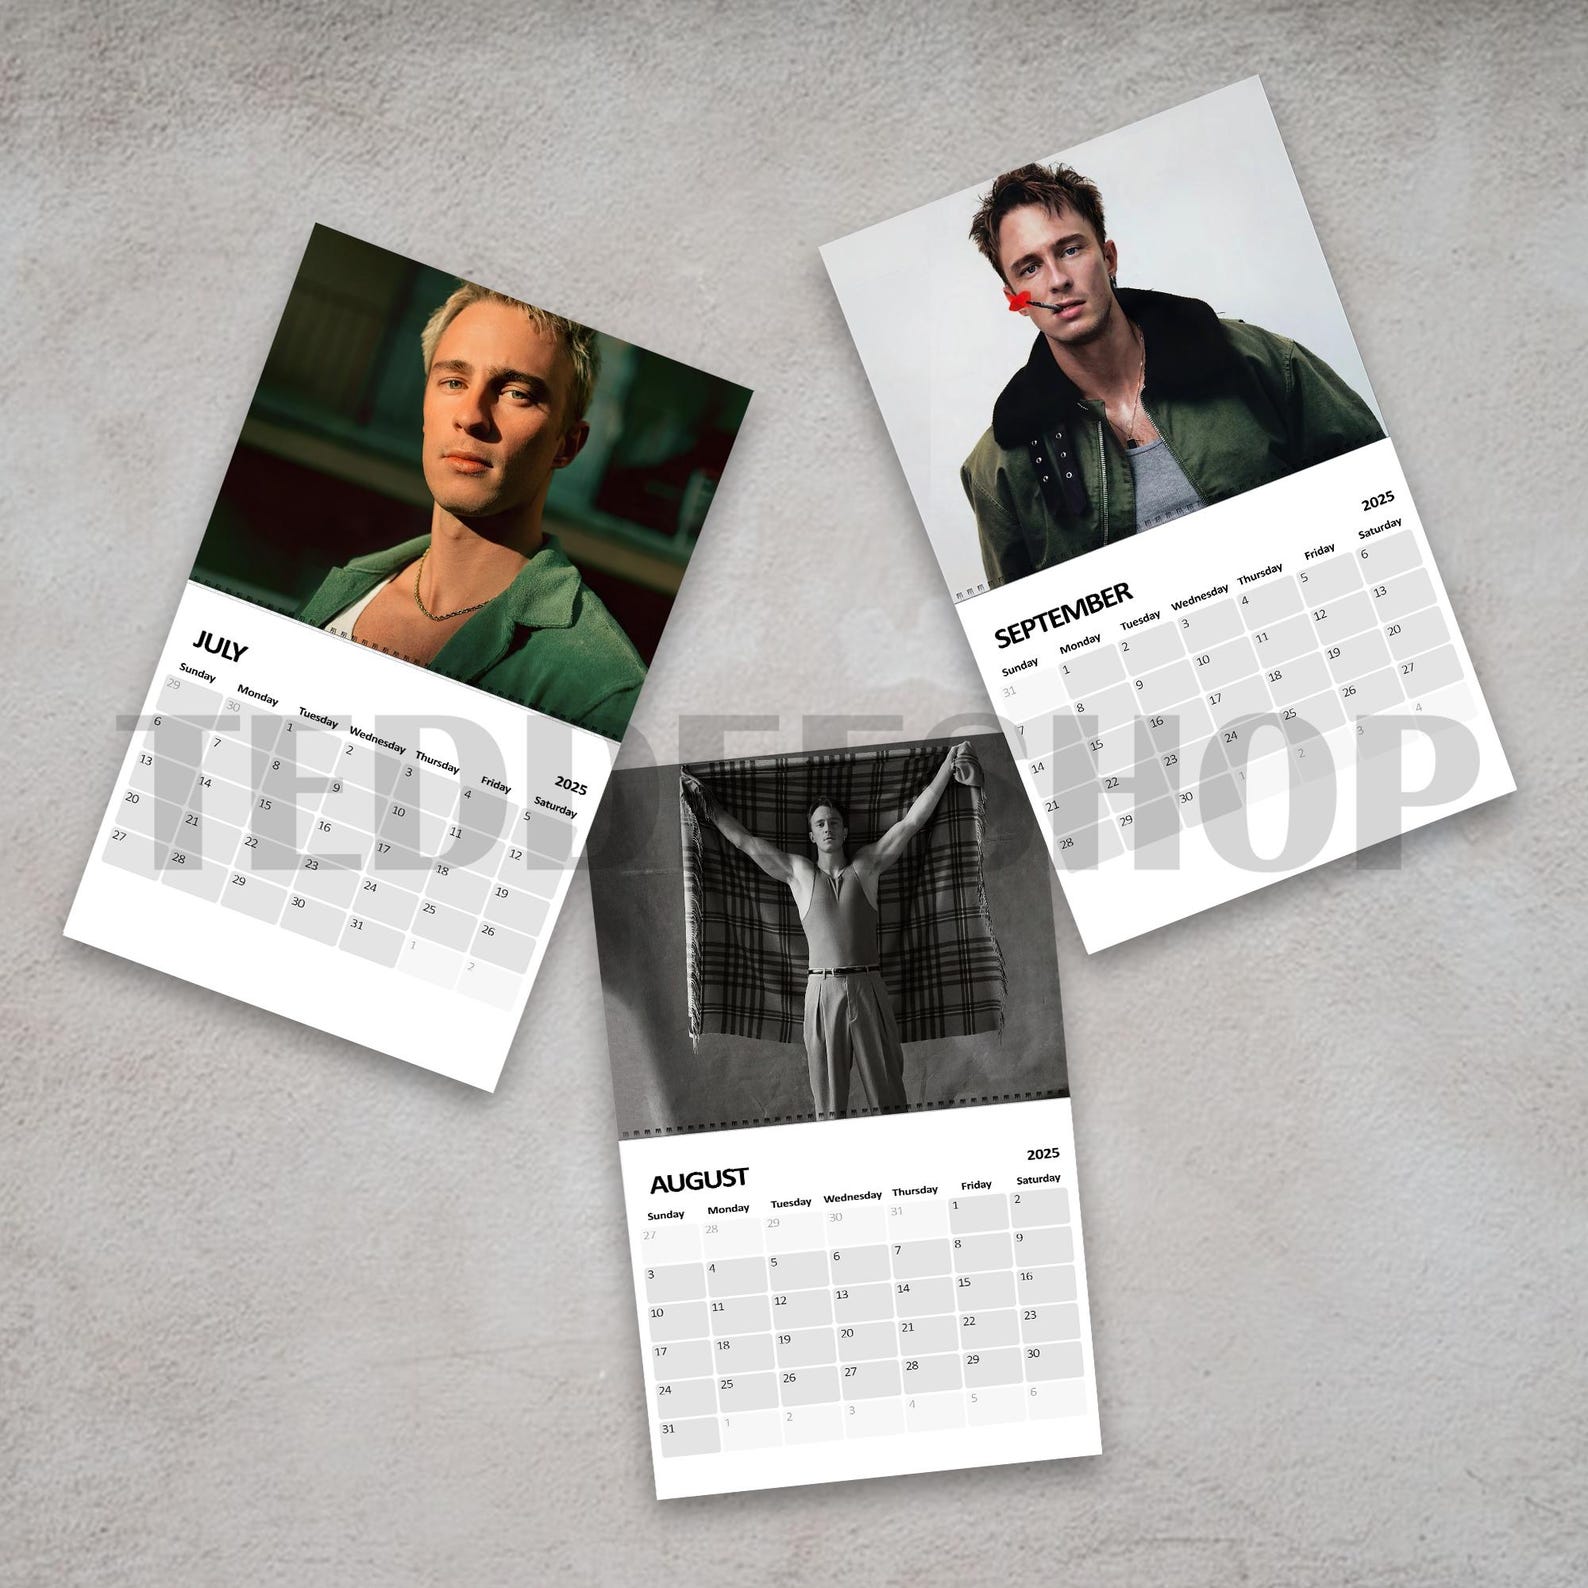 JULY
2025
Sunday Monday Tuesday Wednesday Thursday Friday Saturday
29 30 1 2 3 4 5
6 7 8 9 10 11 12
13 14 15 16 17 18 19
20 21 22 23 24 25 26
27 28 29 30 31 1 2
SEPTEMBER
2025
Sunday Monday Tuesday Wednesday Thursday Friday Saturday
31 1 2 3 4 5 6
7 8 9 10 11 12 13
14 15 16 17 18 19 20
21 22 23 24 25 26 27
28 29 30 1 2 3 4
TEDDEESHOP
AUGUST
2025
Sunday Monday Tuesday Wednesday Thursday Friday Saturday
27 28 29 30 31 1 2
3 4 5 6 7 8 9
10 11 12 13 14 15 16
17 18 19 20 21 22 23
24 25 26 27 28 29 30
31 1 2 3 4 5 6